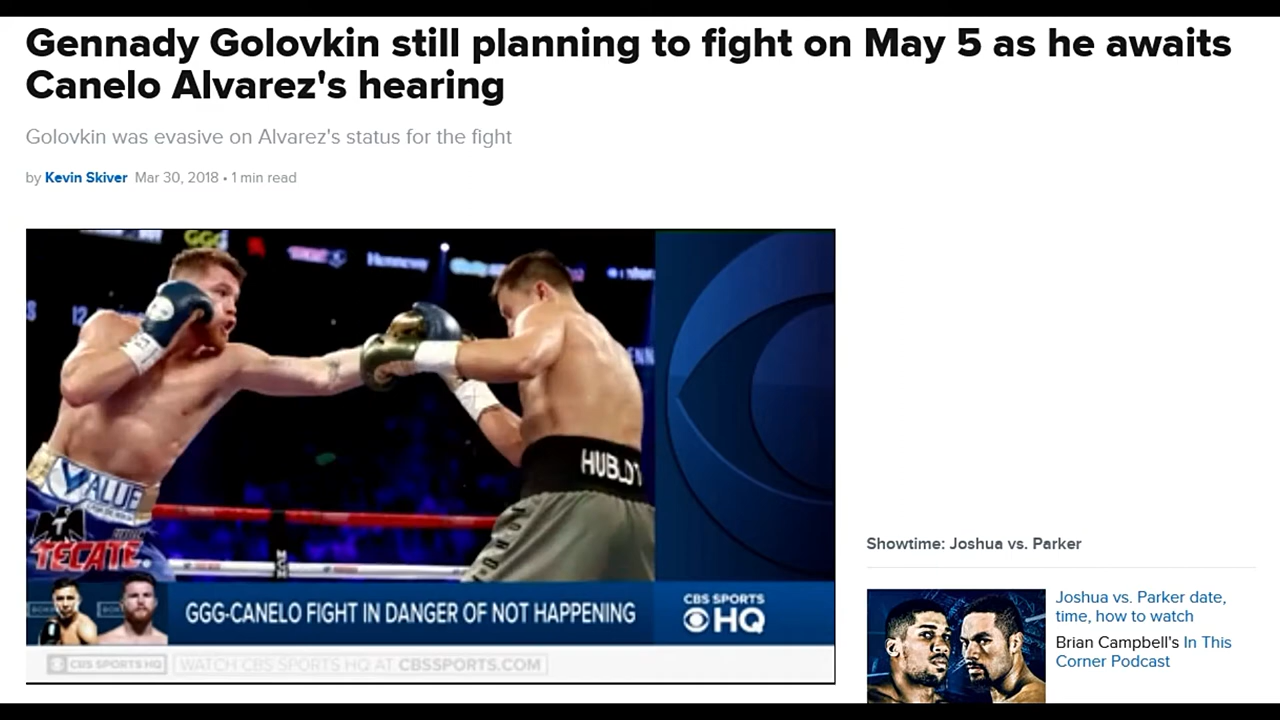 Gennady Golovkin still planning to fight on May 5 as he awaits
Canelo Alvarez's hearing
Golovkin was evasive on Alvarez's status for the fight
by Kevin Skiver Mar 30, 2018 • 1 min read
GGG
Hennessy
12
HUBLOT
VALUE
TECATE
GGG-CANELO FIGHT IN DANGER OF NOT HAPPENING
CBS SPORTS
HQ
CBS SPORTS HQ WATCH CBS SPORTS HQ AT CBSSPORTS.COM
Showtime: Joshua vs. Parker
Joshua vs. Parker date,
time, how to watch
Brian Campbell's In This
Corner Podcast